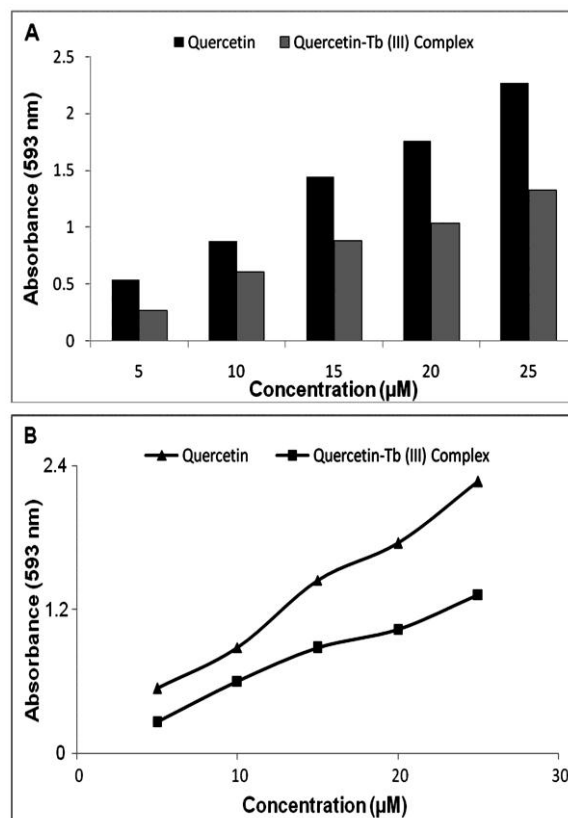 A
Quercetin Quercetin-Tb (III) Complex
Absorbance (593 nm)
2.5
2
1.5
1
0.5
0
5 10 15 20 25
Concentration (µM)
B
Quercetin Quercetin-Tb (III) Complex
Absorbance (593 nm)
2.4
1.2
0
0 10 20 30
Concentration (µM)